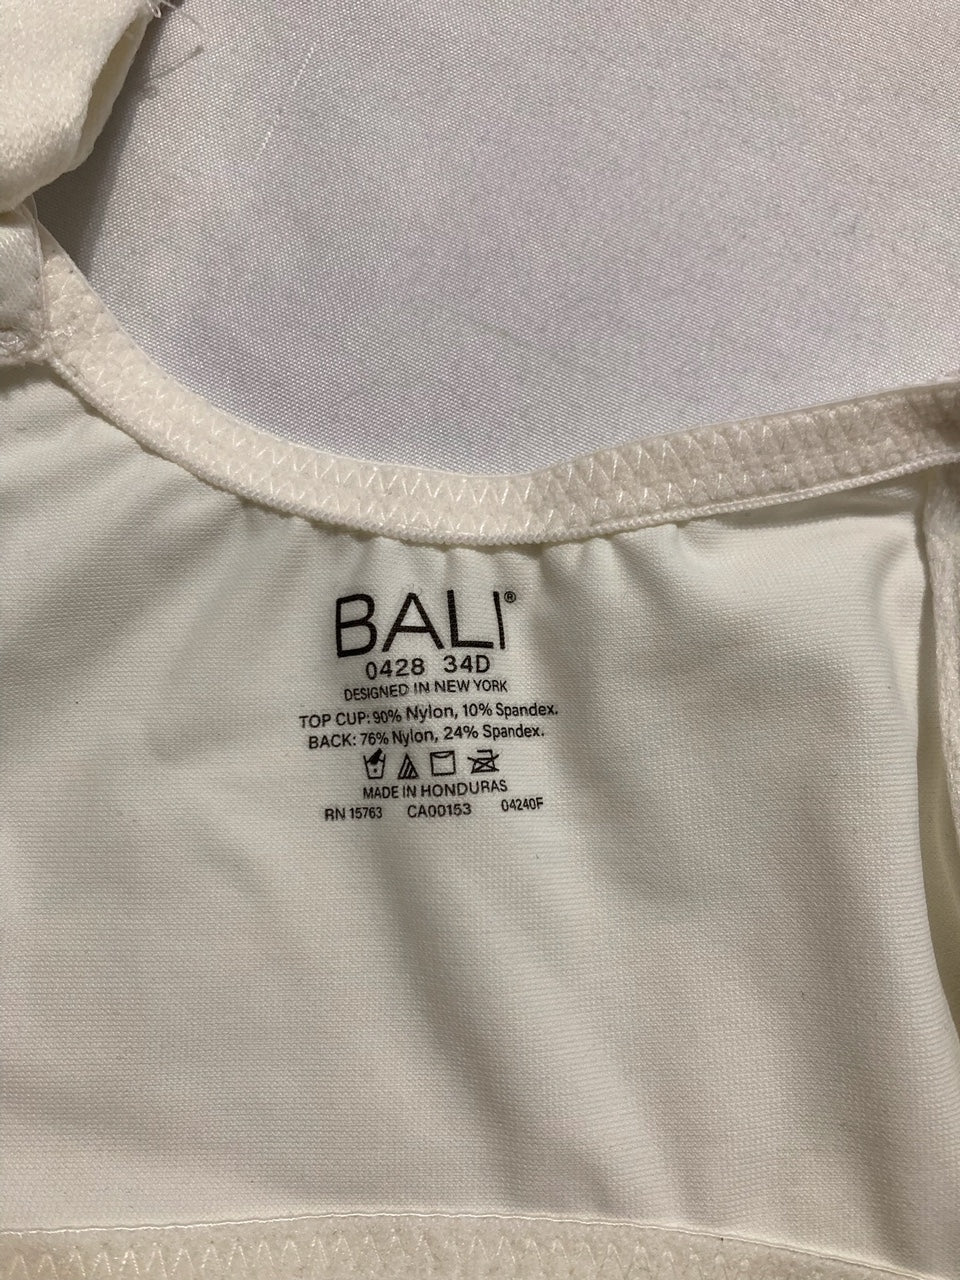 BALI®
0428 34D
DESIGNED IN NEW YORK
TOP CUP: 90% Nylon, 10% Spandex.
BACK: 76% Nylon, 24% Spandex.
MADE IN HONDURAS
RN 15763 CA00153 04240F